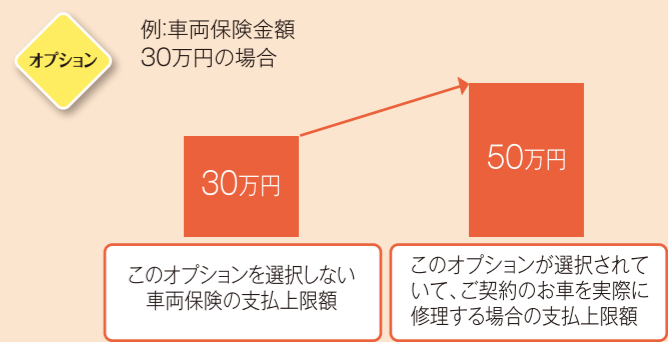 オプション
例:車両保険金額
30万円の場合
30万円
50万円
このオプションを選択しない
車両保険の支払上限額
このオプションが選択されて
いて、ご契約のお車を実際に
修理する場合の支払上限額